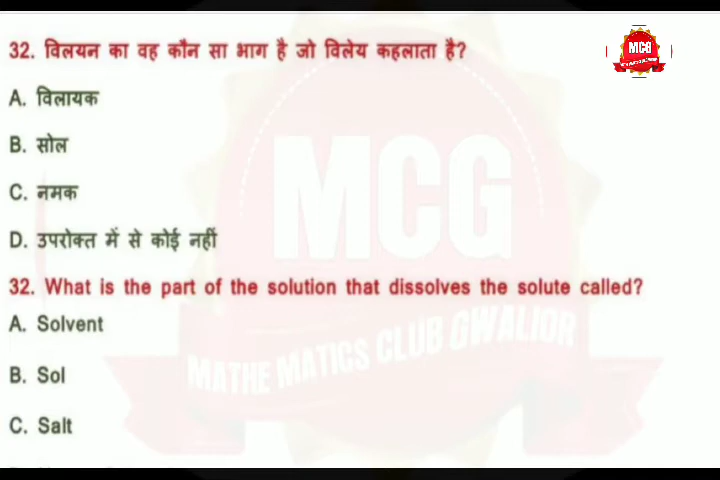 MCG
32. विलयन का वह कौन सा भाग है जो विलेय कहलाता है?
A. विलायक
B. सोल
C. नमक
D. उपरोक्त में से कोई नहीं
32. What is the part of the solution that dissolves the solute called?
A. Solvent
B. Sol
C. Salt
MCG
MATHE MATICS CLUB GWALIOR